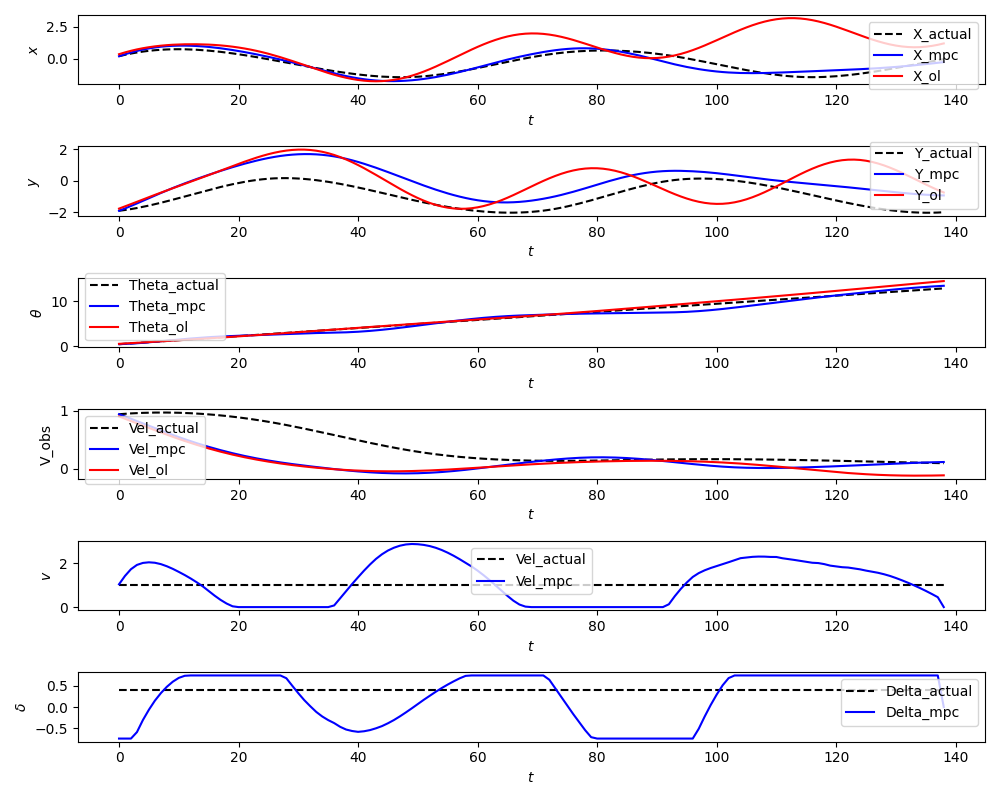 x
2.5
0.0
X_actual
X_mpc
X_ol
0 20 40 60 80 100 120 140
t
y
2
0
−2
Y_actual
Y_mpc
Y_ol
0 20 40 60 80 100 120 140
t
θ
10
0
Theta_actual
Theta_mpc
Theta_ol
0 20 40 60 80 100 120 140
t
V_obs
1
0
Vel_actual
Vel_mpc
Vel_ol
0 20 40 60 80 100 120 140
t
v
2
0
Vel_actual
Vel_mpc
0 20 40 60 80 100 120 140
t
δ
0.5
0.0
−0.5
Delta_actual
Delta_mpc
0 20 40 60 80 100 120 140
t